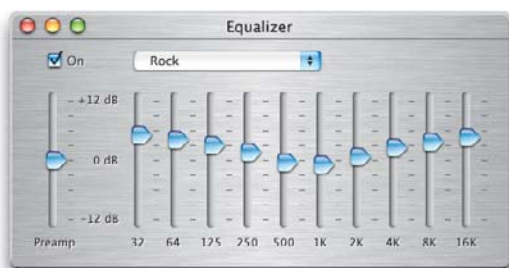 Equalizer
On Rock
+12 dB
0 dB
-12 dB
Preamp 32 64 125 250 500 1K 2K 4K 8K 16K